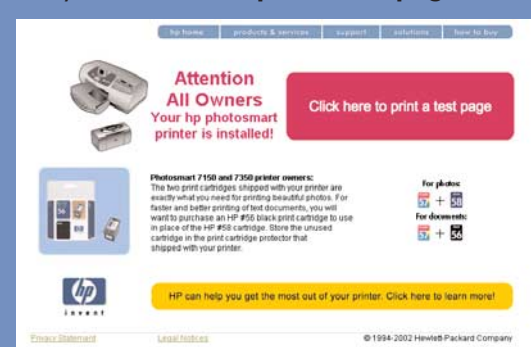 hp home products & services support solutions how to buy
Attention
All Owners
Your hp photosmart
printer is installed!
Click here to print a test page
Photosmart 7150 and 7350 printer owners:
The two print cartridges shipped with your printer are
exactly what you need for printing beautiful photos. For
faster and better printing of text documents, you will
want to purchase an HP #56 black print cartridge to use
in place of the HP #58 cartridge. Store the unused
cartridge in the print cartridge protector that
shipped with your printer.
For photos:
57 + 58
For documents:
57 + 56
56
hp
invent
HP can help you get the most out of your printer. Click here to learn more!
Privacy Statement Legal Notices © 1994-2002 Hewlett-Packard Company